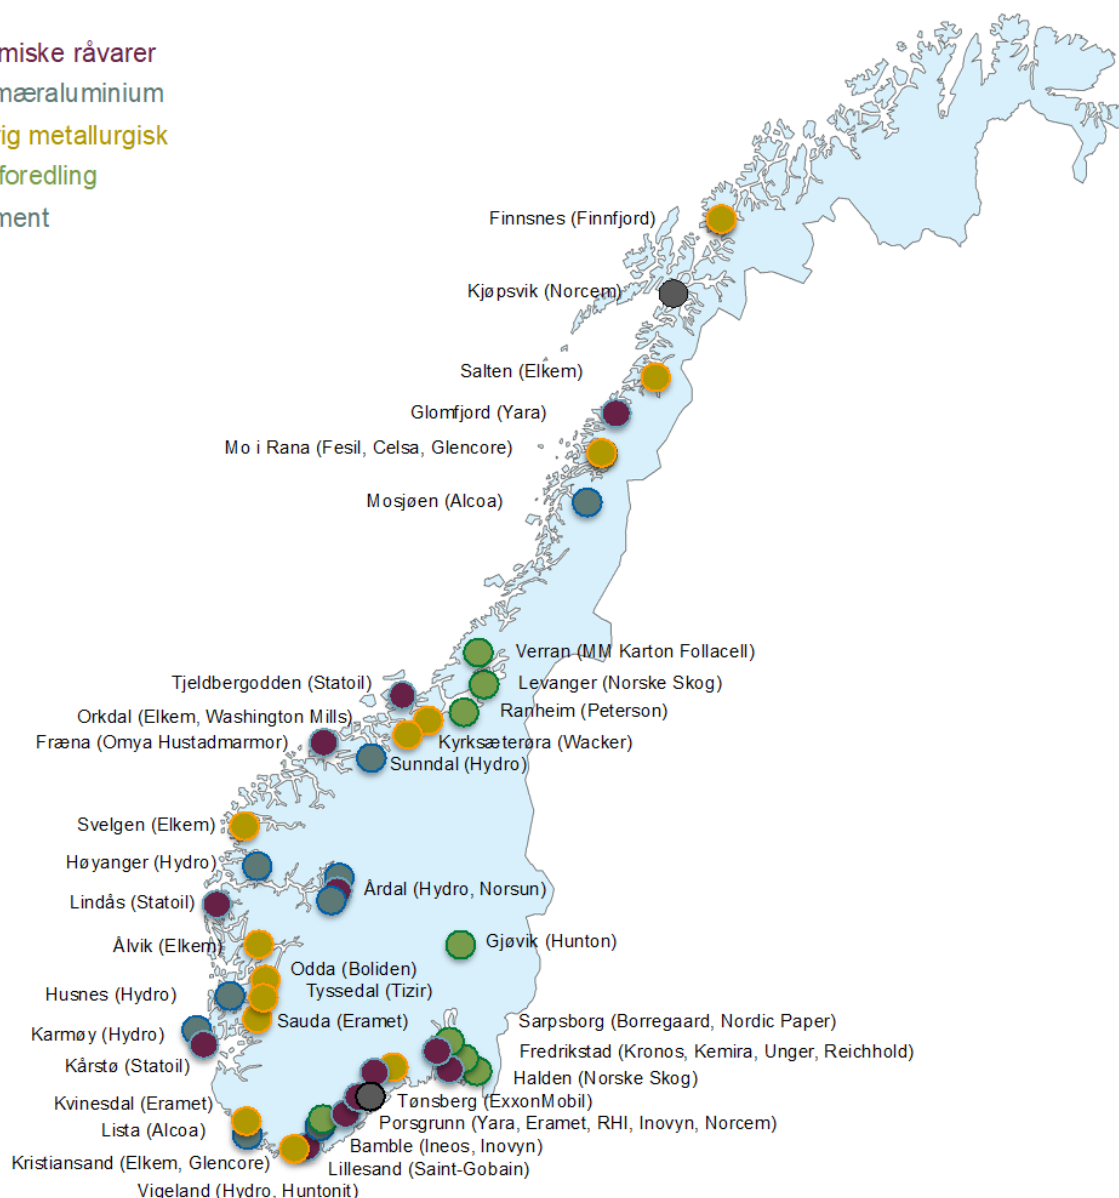 miske råvarer
mæraluminium
ig metallurgisk
foredling
ment
Finnsnes (Finnfjord)
Kjøpsvik (Norcem)
Salten (Elkem)
Glomfjord (Yara)
Mo i Rana (Fesil, Celsa, Glencore)
Mosjøen (Alcoa)
Verran (MM Karton Follacell)
Tjeldbergodden (Statoil)
Levanger (Norske Skog)
Orkdal (Elkem, Washington Mills)
Ranheim (Peterson)
Fræna (Omya Hustadmarmor)
Kyrksæterøra (Wacker)
Sunndal (Hydro)
Svelgen (Elkem)
Høyanger (Hydro)
Årdal (Hydro, Norsun)
Lindås (Statoil)
Ålvik (Elkem)
Gjøvik (Hunton)
Odda (Boliden)
Tyssedal (Tizir)
Husnes (Hydro)
Sauda (Eramet)
Sarpsborg (Borregaard, Nordic Paper)
Karmøy (Hydro)
Fredrikstad (Kronos, Kemira, Unger, Reichhold)
Kårstø (Statoil)
Halden (Norske Skog)
Kvinesdal (Eramet)
Tønsberg (ExxonMobil)
Lista (Alcoa)
Porsgrunn (Yara, Eramet, RHI, Inovyn, Norcem)
Bamble (Ineos, Inovyn)
Kristiansand (Elkem, Glencore)
Lillesand (Saint-Gobain)
Vigeland (Hydro, Huntonit)